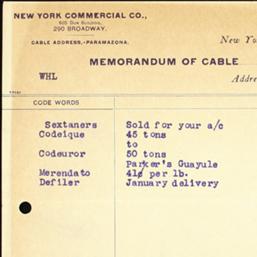 NEW YORK COMMERCIAL CO.,
290 BROADWAY.
CABLE ADDRESS,-PARAMAZONA.
New Yo
MEMORANDUM OF CABLE
WHL
Addre
CODE WORDS
Sextaners Sold for your a/c
Codeique 45 tons
to
Codeuror 50 tons
Parker's Guayule
Merendato 41¢ per lb.
Defiler January delivery